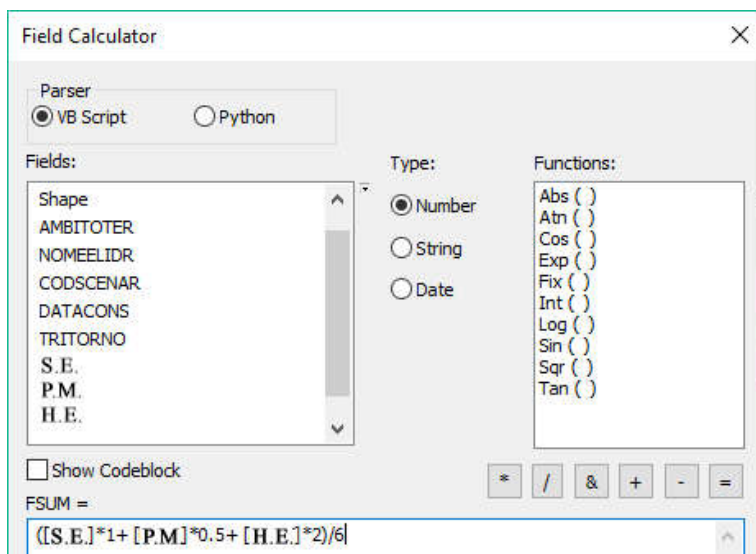 Field Calculator
Parser
VB Script Python
Fields: Type: Functions:
Shape
AMBITOTER
NOMEELIDR
CODSCENAR
DATACONS
TRITORNO
S.E.
P.M.
H.E.
Number
String
Date
Abs ( )
Atn ( )
Cos ( )
Exp ( )
Fix ( )
Int ( )
Log ( )
Sin ( )
Sqr ( )
Tan ( )
Show Codeblock
* / & + - =
FSUM =
([S.E.]*1+ [P.M]*0.5+ [H.E.]*2)/6